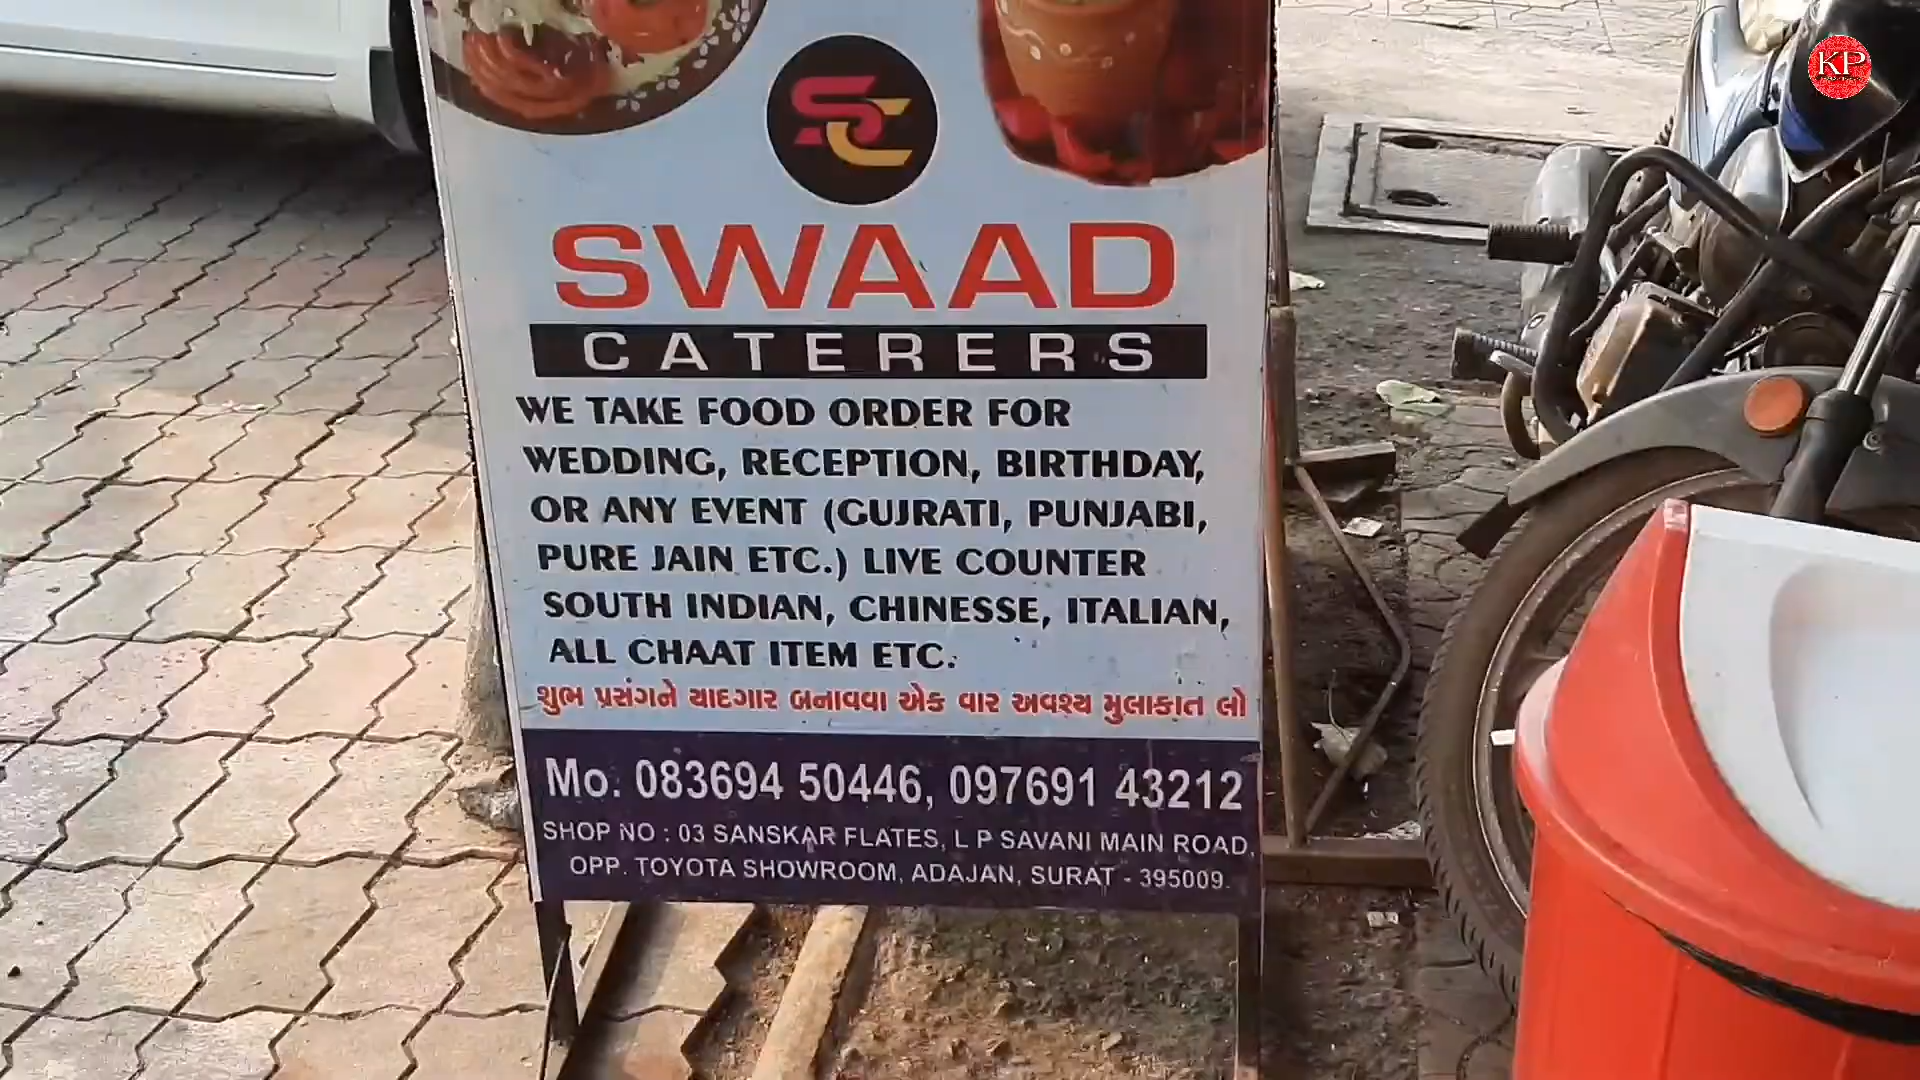 KP
SC
SWAAD
CATERERS
WE TAKE FOOD ORDER FOR
WEDDING, RECEPTION, BIRTHDAY,
OR ANY EVENT (GUJRATI, PUNJABI,
PURE JAIN ETC.) LIVE COUNTER
SOUTH INDIAN, CHINESSE, ITALIAN,
ALL CHAAT ITEM ETC.
શુભ પ્રસંગને યાદગાર બનાવવા એક વાર અવશ્ય મુલાકાત લો
Mo. 083694 50446, 097691 43212
SHOP NO : 03 SANSKAR FLATES, L P SAVANI MAIN ROAD,
OPP. TOYOTA SHOWROOM, ADAJAN, SURAT - 395009.